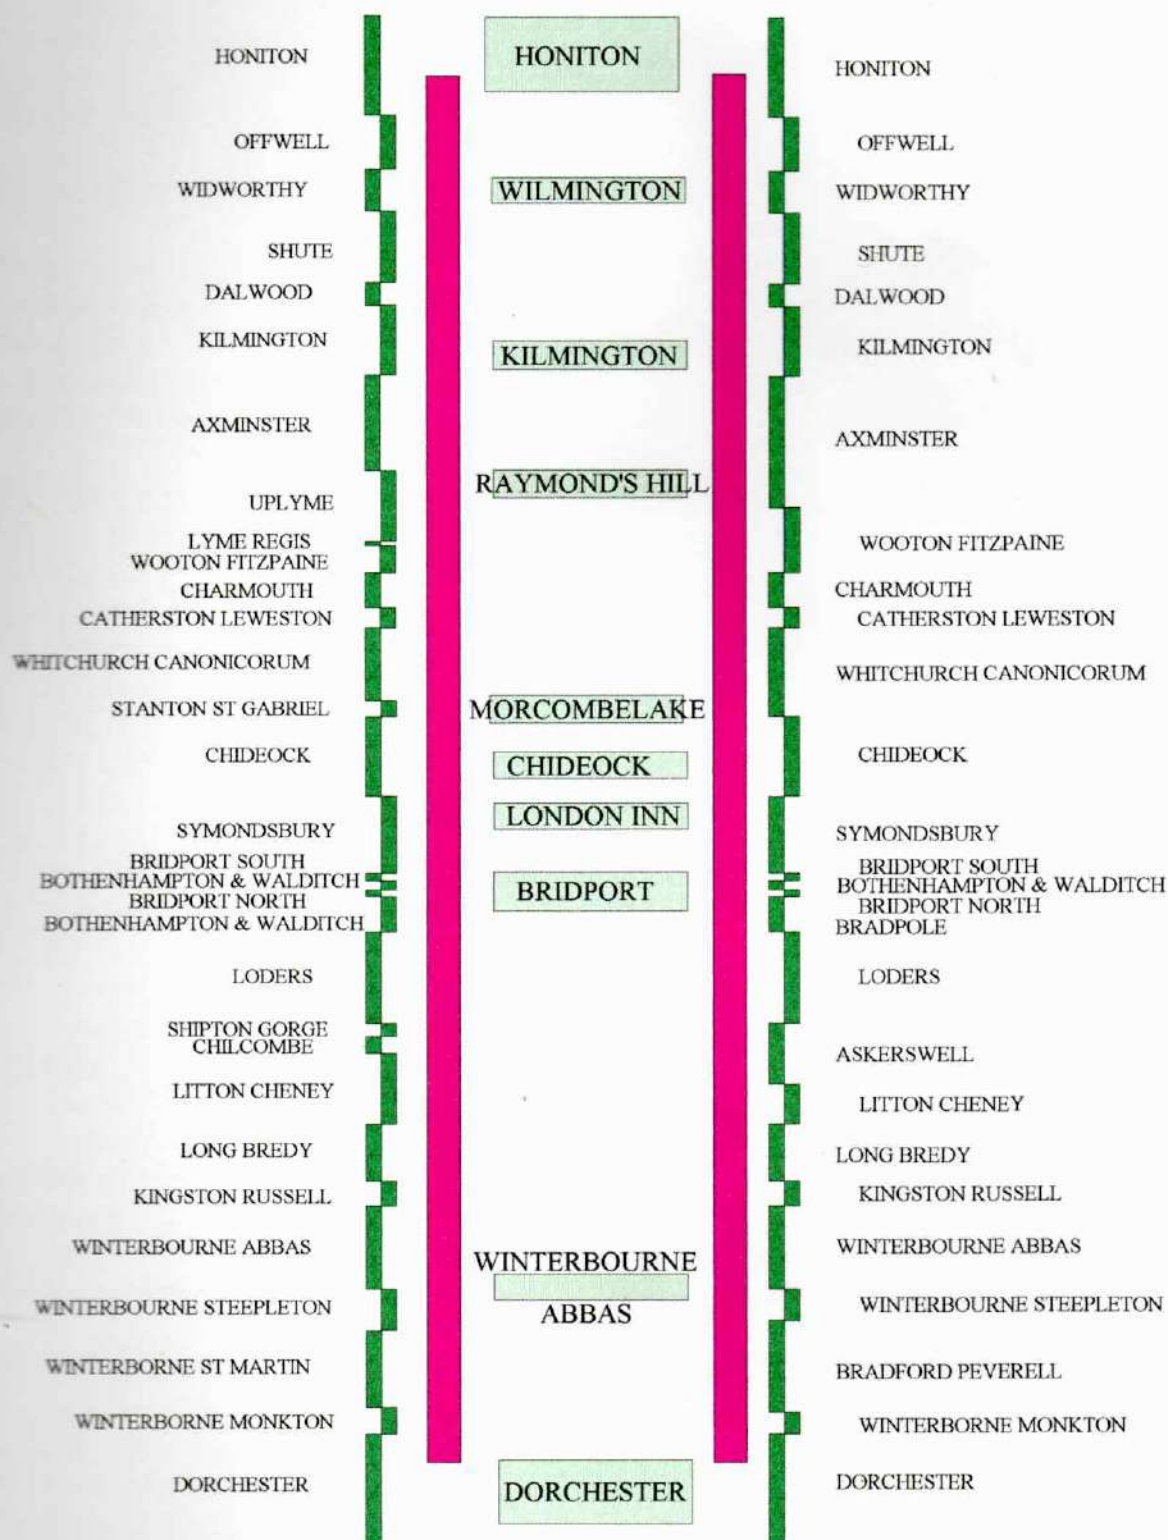 HONITON
OFFWELL
WIDWORTHY
SHUTE
DALWOOD
KILMINGTON
AXMINSTER
UPLYME
LYME REGIS
WOOTON FITZPAINE
CHARMOUTH
CATHERSTON LEWESTON
WHITCHURCH CANONICORUM
STANTON ST GABRIEL
CHIDEOCK
SYMONDSBURY
BRIDPORT SOUTH
BOTHENHAMPTON & WALDITCH
BRIDPORT NORTH
BOTHENHAMPTON & WALDITCH
LODERS
SHIPTON GORGE
CHILCOMBE
LITTON CHENEY
LONG BREDY
KINGSTON RUSSELL
WINTERBOURNE ABBAS
WINTERBOURNE STEEPLETON
WINTERBORNE ST MARTIN
WINTERBORNE MONKTON
DORCHESTER
HONITON
WILMINGTON
KILMINGTON
RAYMOND'S HILL
MORCOMBELAKE
CHIDEOCK
LONDON INN
BRIDPORT
WINTERBOURNE
ABBAS
DORCHESTER
HONITON
OFFWELL
WIDWORTHY
SHUTE
DALWOOD
KILMINGTON
AXMINSTER
WOOTON FITZPAINE
CHARMOUTH
CATHERSTON LEWESTON
WHITCHURCH CANONICORUM
CHIDEOCK
SYMONDSBURY
BRIDPORT SOUTH
BOTHENHAMPTON & WALDITCH
BRIDPORT NORTH
BRADPOLE
LODERS
ASKERSWELL
LITTON CHENEY
LONG BREDY
KINGSTON RUSSELL
WINTERBOURNE ABBAS
WINTERBOURNE STEEPLETON
BRADFORD PEVERELL
WINTERBORNE MONKTON
DORCHESTER